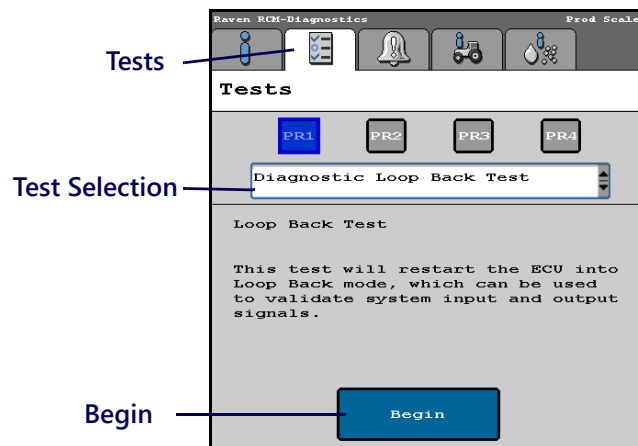 Raven RCM-Diagnostics Prod Scale
Tests
Tests
PR1 PR2 PR3 PR4
Test Selection
Diagnostic Loop Back Test
Loop Back Test
This test will restart the ECU into
Loop Back mode, which can be used
to validate system input and output
signals.
Begin
Begin